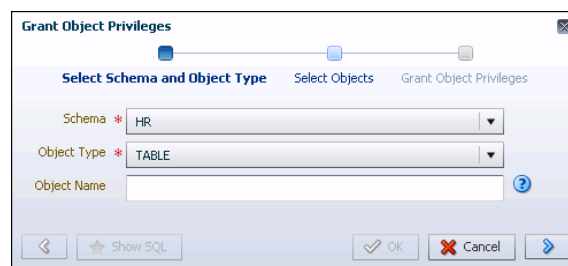 Grant Object Privileges
Select Schema and Object Type Select Objects Grant Object Privileges
Schema * HR
Object Type * TABLE
Object Name
Show SQL OK Cancel